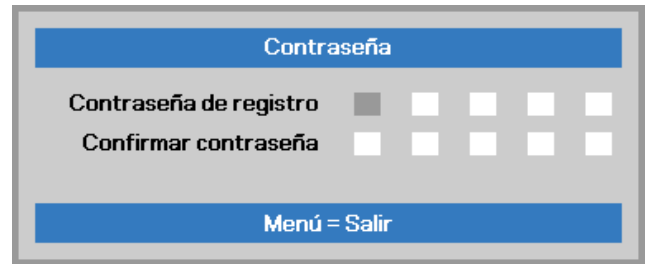 Contraseña
Contraseña de registro
Confirmar contraseña
Menú = Salir